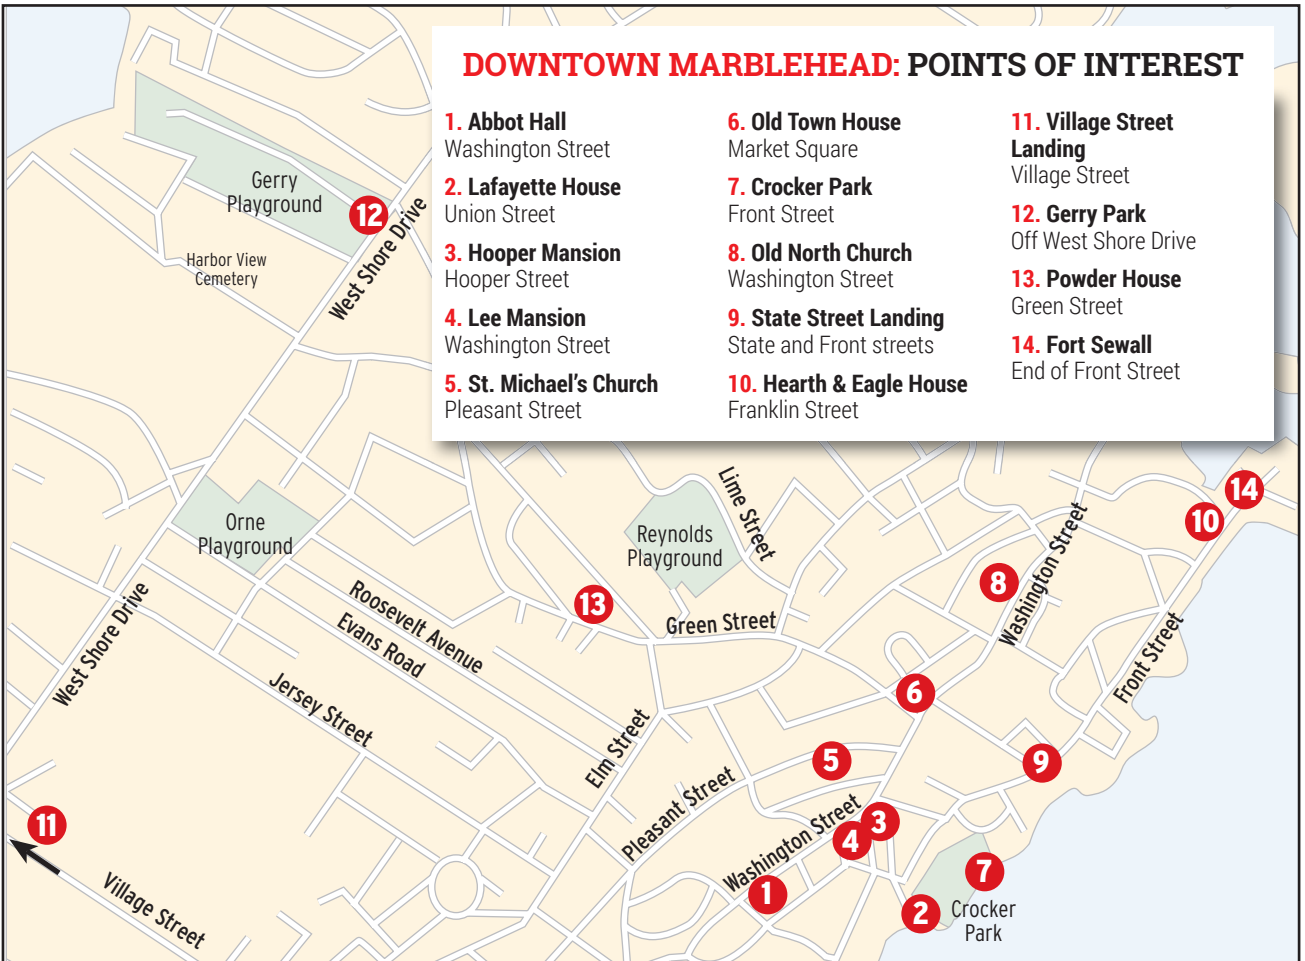 DOWNTOWN MARBLEHEAD: POINTS OF INTEREST
1. Abbot Hall
Washington Street
2. Lafayette House
Union Street
3. Hooper Mansion
Hooper Street
4. Lee Mansion
Washington Street
5. St. Michael's Church
Pleasant Street
6. Old Town House
Market Square
7. Crocker Park
Front Street
8. Old North Church
Washington Street
9. State Street Landing
State and Front streets
10. Hearth & Eagle House
Franklin Street
11. Village Street
Landing
Village Street
12. Gerry Park
Off West Shore Drive
13. Powder House
Green Street
14. Fort Sewall
End of Front Street
Gerry
Playground
12
West Shore Drive
Harbor View
Cemetery
Orne
Playground
Reynolds
Playground
Lime Street
14
10
Washington Street
8
13
Green Street
Roosevelt Avenue
Evans Road
West Shore Drive
Jersey Street
Front Street
6
Elm Street
5
9
Pleasant Street
Washington Street
3
4
11
7
1
2
Crocker
Park
Village Street